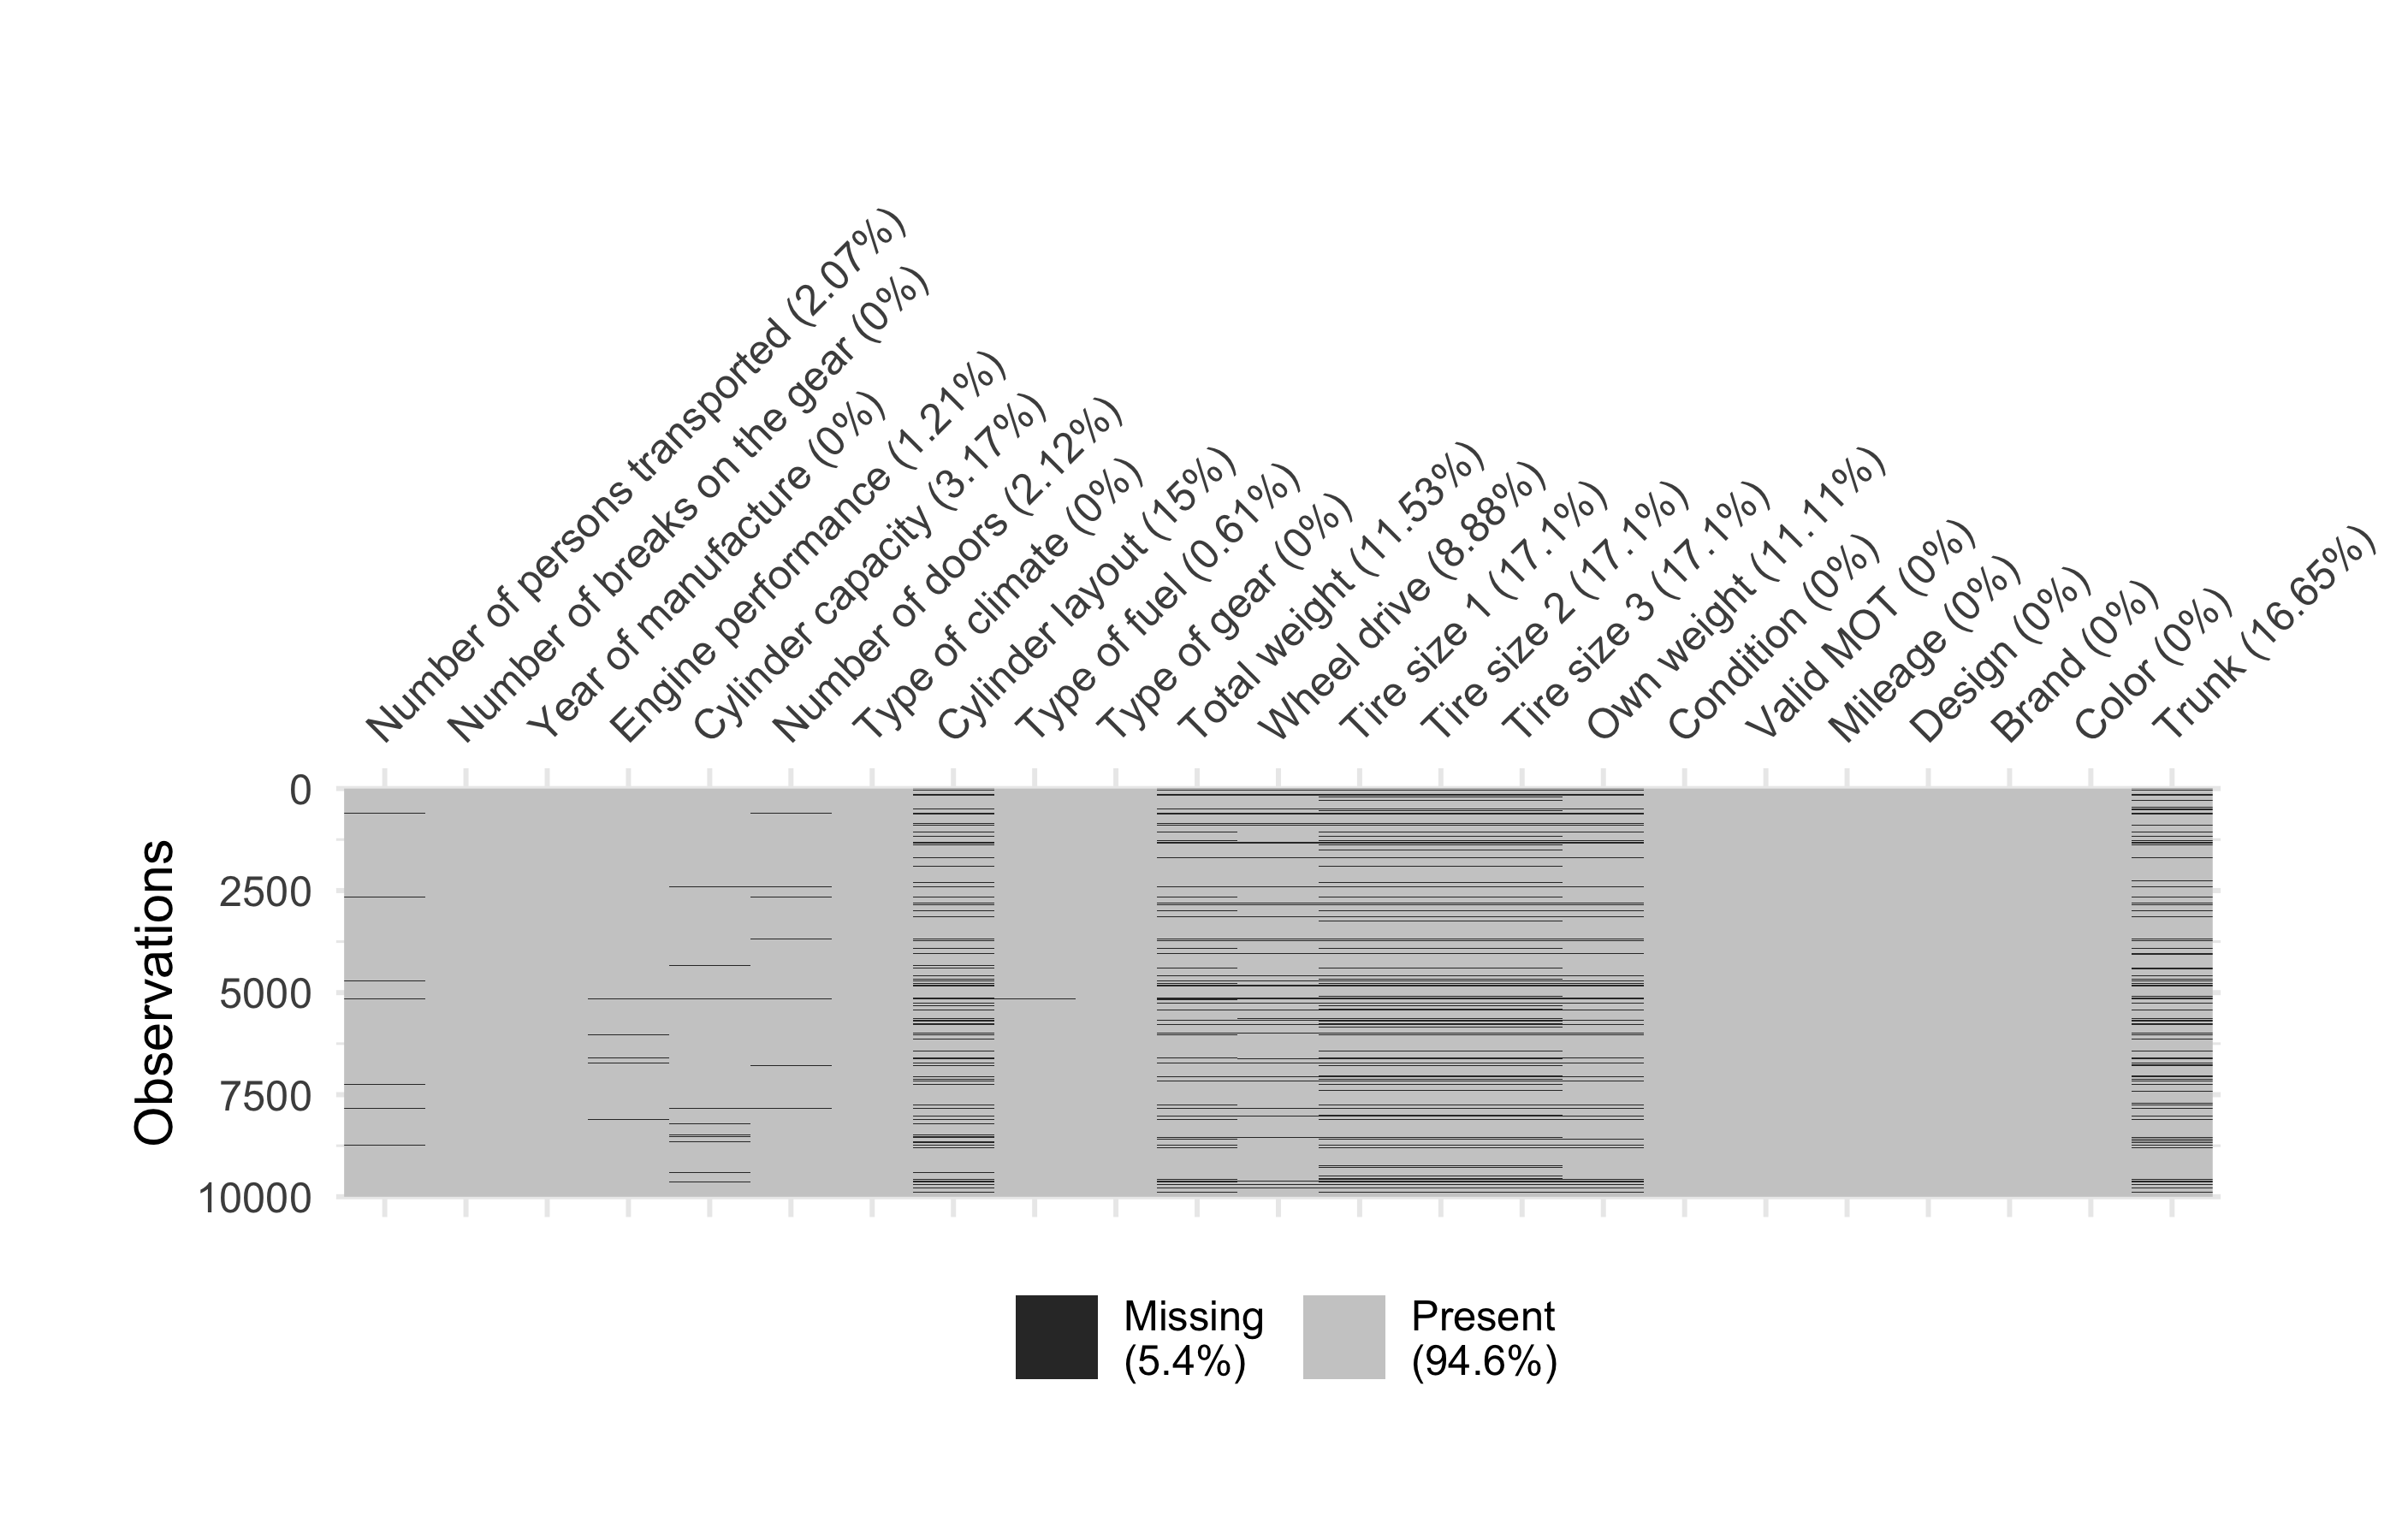 Number of persons transported (2.07%)
Number of breaks on the gear (0%)
Year of manufacture (0%)
Engine performance (1.21%)
Cylinder capacity (3.17%)
Number of doors (2.12%)
Type of climate (0%)
Cylinder layout (15%)
Type of fuel (0.61%)
Type of gear (0%)
Total weight (11.53%)
Wheel drive (8.88%)
Tire size 1 (17.1%)
Tire size 2 (17.1%)
Tire size 3 (17.1%)
Own weight (11.11%)
Condition (0%)
Valid MOT (0%)
Mileage (0%)
Design (0%)
Brand (0%)
Color (0%)
Trunk (16.65%)
Observations
0
2500
5000
7500
10000
Missing
(5.4%)
Present
(94.6%)